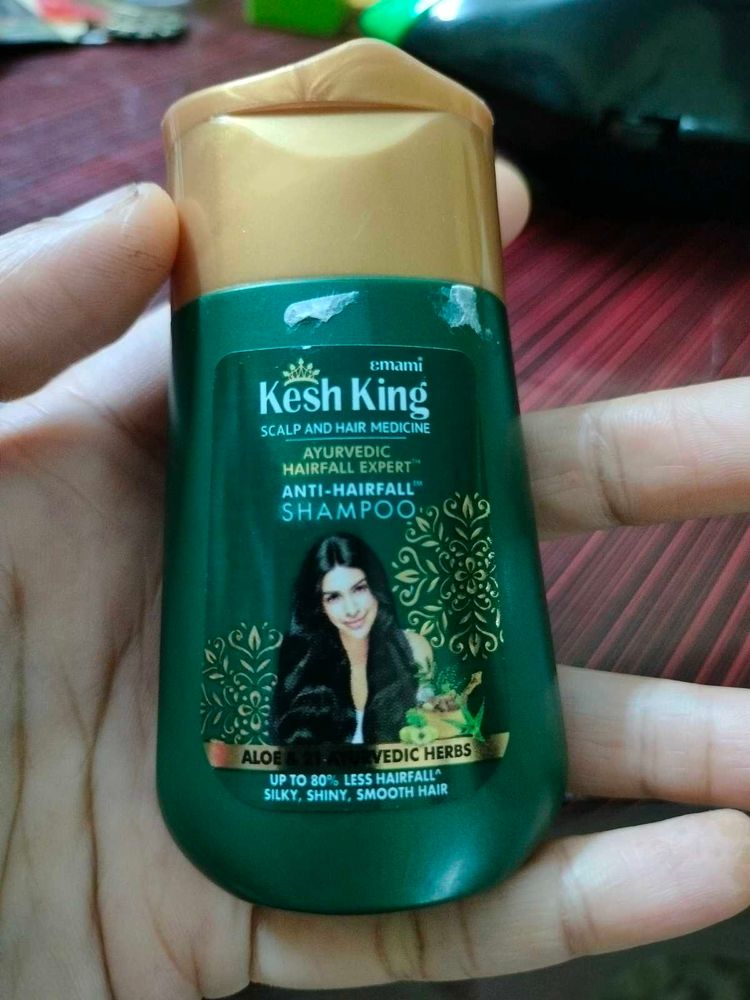 emami
Kesh King
SCALP AND HAIR MEDICINE
AYURVEDIC
HAIRFALL EXPERT™
ANTI-HAIRFALL™
SHAMPOO
ALOE & 21 AYURVEDIC HERBS
UP TO 80% LESS HAIRFALL^
SILKY, SHINY, SMOOTH HAIR